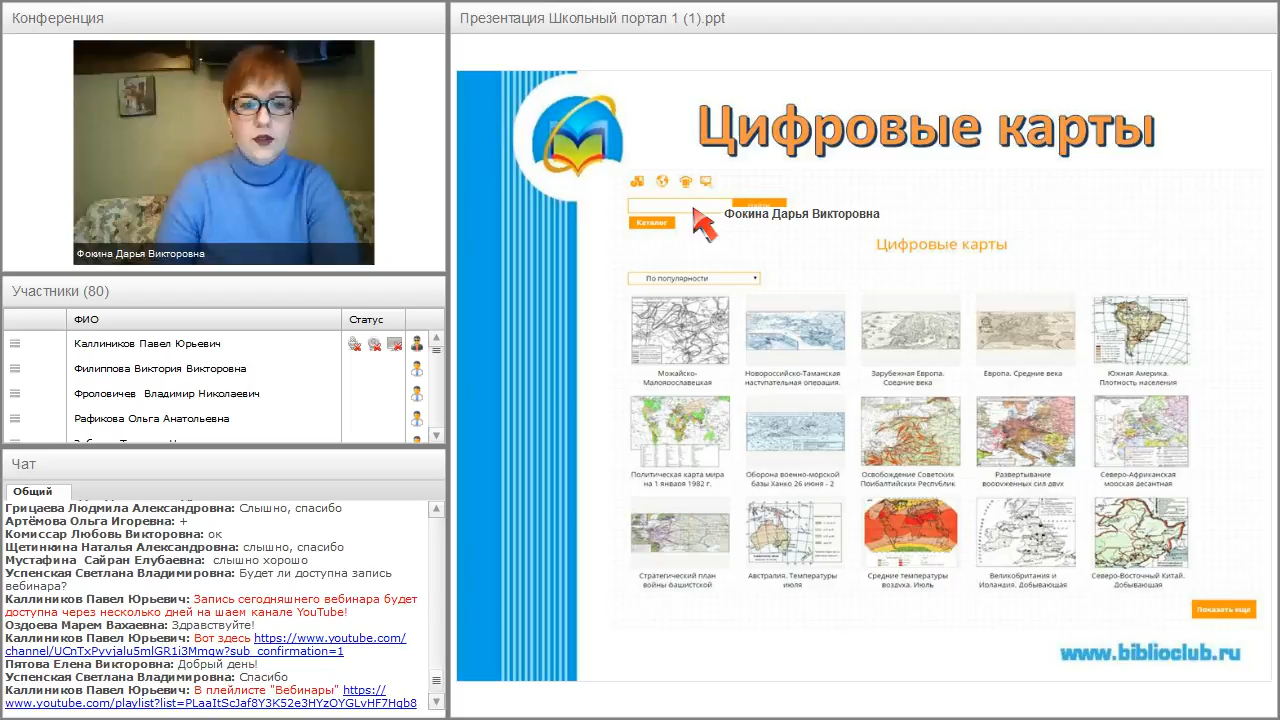 Конференция
Фокина Дарья Викторовна
Участники (80)
ФИО
Статус
Каллиников Павел Юрьевич
Филиппова Виктория Викторовна
Фроловичев Владимир Николаевич
Рафикова Ольга Анатольевна
Чат
Общий
Грицаева Людмила Александровна: Слышно, спасибо
Артёмова Ольга Игоревна: +
Комиссар Любовь Викторовна: ок
Щетинкина Наталья Александровна: слышно, спасибо
Мустафина Сайран Елубаевна: слышно хорошо
Успенская Светлана Владимировна: Будет ли доступна запись
вебинара?
Каллиников Павел Юрьевич: Запись сегодняшнего вебинара будет
доступна через несколько дней на шаем канале YouTube!
Оздоева Марем Вахаевна: Здравствуйте!
Каллиников Павел Юрьевич: Вот здесь https://www.youtube.com/
channel/UCnTxPyvjalu5mlGR1i3Mmqw?sub_confirmation=1
Пятова Елена Викторовна: Добрый день!
Успенская Светлана Владимировна: Спасибо
Каллиников Павел Юрьевич: В плейлисте "Вебинары" https://
www.youtube.com/playlist?list=PLaaItScJaf8Y3K52e3HYzOYGLvHF7Hqb8
Презентация Школьный портал 1 (1).ppt
Цифровые карты
Фокина Дарья Викторовна
Каталог
Цифровые карты
По популярности
Можайско-
Малоярославецкая
Новороссийско-Таманская
наступательная операция.
Зарубежная Европа.
Средние века
Европа. Средние века
Южная Америка.
Плотность населения
Политическая карта мира
на 1 января 1982 г.
Оборона военно-морской
базы Ханко 26 июня - 2
Освобождение Советских
Прибалтийских Республик
Развертывание
вооруженных сил двух
Северо-Африканская
морская десантная
Стратегический план
войны фашистской
Австралия. Температуры
июля
Средние температуры
воздуха. Июль
Великобритания и
Ирландия. Добывающая
Северо-Восточный Китай.
Добывающая
Показать еще
www.biblioclub.ru